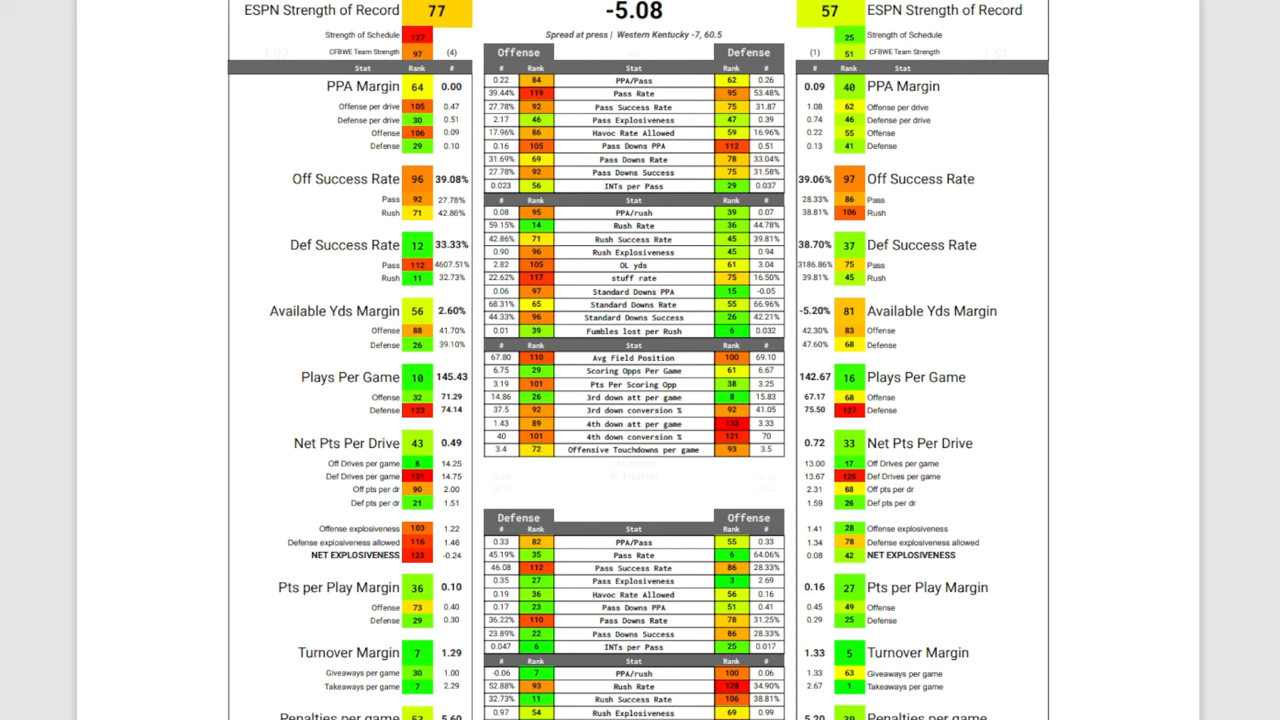 ESPN Strength of Record 77 -5.08 57 ESPN Strength of Record
Strength of Schedule 127 Spread at press | Western Kentucky -7, 60.5 25 Strength of Schedule
CFBWE Team Strength 97 (4) Offense Defense (1) 51 CFBWE Team Strength
Stat Rank # # Rank Stat Rank # # Rank Stat
PPA Margin 64 0.00 0.22 84 PPA/Pass 62 0.26 0.09 40 PPA Margin
39.44% 119 Pass Rate 95 53.48%
Offense per drive 105 0.47 27.78% 92 Pass Success Rate 75 31.87 1.08 62 Offense per drive
Defense per drive 30 0.51 2.17 46 Pass Explosiveness 47 0.39 0.74 46 Defense per drive
Offense 106 0.09 17.96% 86 Havoc Rate Allowed 59 16.96% 0.22 55 Offense
Defense 29 0.10 0.16 105 Pass Downs PPA 112 0.51 0.13 41 Defense
31.69% 69 Pass Downs Rate 78 33.04%
Off Success Rate 96 39.08% 27.78% 92 Pass Downs Success 75 31.58% 39.06% 97 Off Success Rate
0.023 56 INTs per Pass 29 0.037
Pass 92 27.78% # Rank Stat Rank # 28.33% 86 Pass
Rush 71 42.86% 0.08 95 PPA/rush 39 0.07 38.81% 106 Rush
59.15% 14 Rush Rate 36 44.78%
Def Success Rate 12 33.33% 42.86% 71 Rush Success Rate 45 39.81% 38.70% 37 Def Success Rate
0.90 96 Rush Explosiveness 45 0.94
Pass 112 4607.51% 2.82 105 OL yds 61 3.04 3186.86% 75 Pass
Rush 11 32.73% 22.62% 117 stuff rate 75 16.50% 39.81% 45 Rush
0.06 97 Standard Downs PPA 15 -0.05
Available Yds Margin 56 2.60% 68.31% 65 Standard Downs Rate 55 66.96% -5.20% 81 Available Yds Margin
44.33% 96 Standard Downs Success 26 42.21%
Offense 88 41.70% 0.01 39 Fumbles lost per Rush 6 0.032 42.30% 83 Offense
Defense 26 39.10% # Rank Stat Rank # 47.60% 68 Defense
67.80 110 Avg Field Position 100 69.10
Plays Per Game 10 145.43 6.75 29 Scoring Opps Per Game 61 6.67 142.67 16 Plays Per Game
3.19 101 Pts Per Scoring Opp 38 3.25
Offense 32 71.29 14.86 26 3rd down att per game 8 15.83 67.17 68 Offense
Defense 123 74.14 37.5 92 3rd down conversion % 92 41.05 75.50 127 Defense
1.43 89 4th down att per game 133 3.33
Net Pts Per Drive 43 0.49 40 101 4th down conversion % 121 70 0.72 33 Net Pts Per Drive
3.4 72 Offensive Touchdowns per game 93 3.5
Off Drives per game 6 14.25 13.00 17 Off Drives per game
Def Drives per game 131 14.75 13.67 125 Def Drives per game
Off pts per dr 90 2.00 2.31 68 Off pts per dr
Def pts per dr 21 1.51 1.59 26 Def pts per dr
Defense Offense
Offense explosiveness 103 1.22 # Rank Stat Rank # 1.41 28 Offense explosiveness
Defense explosiveness allowed 116 1.46 0.33 82 PPA/Pass 55 0.33 1.34 78 Defense explosiveness allowed
NET EXPLOSIVENESS 123 -0.24 45.19% 35 Pass Rate 6 64.06% 0.08 42 NET EXPLOSIVENESS
46.08 112 Pass Success Rate 86 28.33%
Pts per Play Margin 36 0.10 0.35 27 Pass Explosiveness 3 2.69 0.16 27 Pts per Play Margin
0.19 36 Havoc Rate Allowed 56 0.16
Offense 73 0.40 0.17 23 Pass Downs PPA 51 0.41 0.45 49 Offense
Defense 29 0.30 36.22% 110 Pass Downs Rate 78 31.25% 0.29 25 Defense
23.89% 22 Pass Downs Success 86 28.33%
Turnover Margin 7 1.29 0.047 6 INTs per Pass 25 0.017 1.33 5 Turnover Margin
# Rank Stat Rank #
Giveaways per game 30 1.00 -0.06 7 PPA/rush 100 0.06 1.33 63 Giveaways per game
Takeaways per game 7 2.29 52.88% 93 Rush Rate 128 34.90% 2.67 1 Takeaways per game
32.73% 11 Rush Success Rate 106 38.81%
Penalties per game 53 5.60 0.97 54 Rush Explosiveness 69 0.99 5.20 39 Penalties per game